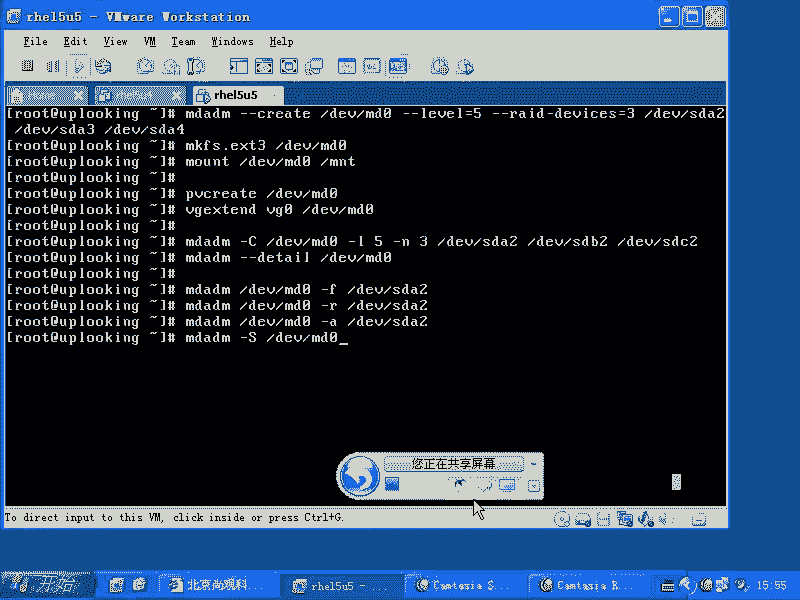 rhel5u5 - VMware Workstation
File Edit View VM Team Windows Help
Home rhel5u4 rhel5u5
[root@uplooking ~]# mdadm --create /dev/md0 --level=5 --raid-devices=3 /dev/sda2
/dev/sda3 /dev/sda4
[root@uplooking ~]# mkfs.ext3 /dev/md0
[root@uplooking ~]# mount /dev/md0 /mnt
[root@uplooking ~]#
[root@uplooking ~]# pvcreate /dev/md0
[root@uplooking ~]# vgextend vg0 /dev/md0
[root@uplooking ~]#
[root@uplooking ~]# mdadm -C /dev/md0 -l 5 -n 3 /dev/sda2 /dev/sdb2 /dev/sdc2
[root@uplooking ~]# mdadm --detail /dev/md0
[root@uplooking ~]#
[root@uplooking ~]# mdadm /dev/md0 -f /dev/sda2
[root@uplooking ~]# mdadm /dev/md0 -r /dev/sda2
[root@uplooking ~]# mdadm /dev/md0 -a /dev/sda2
[root@uplooking ~]# mdadm -S /dev/md0_
您正在共享屏幕
To direct input to this VM, click inside or press Ctrl+G.
开始 北京尚观科... rhel5u5 - ... Camtasia S... Camtasia R... 15:55